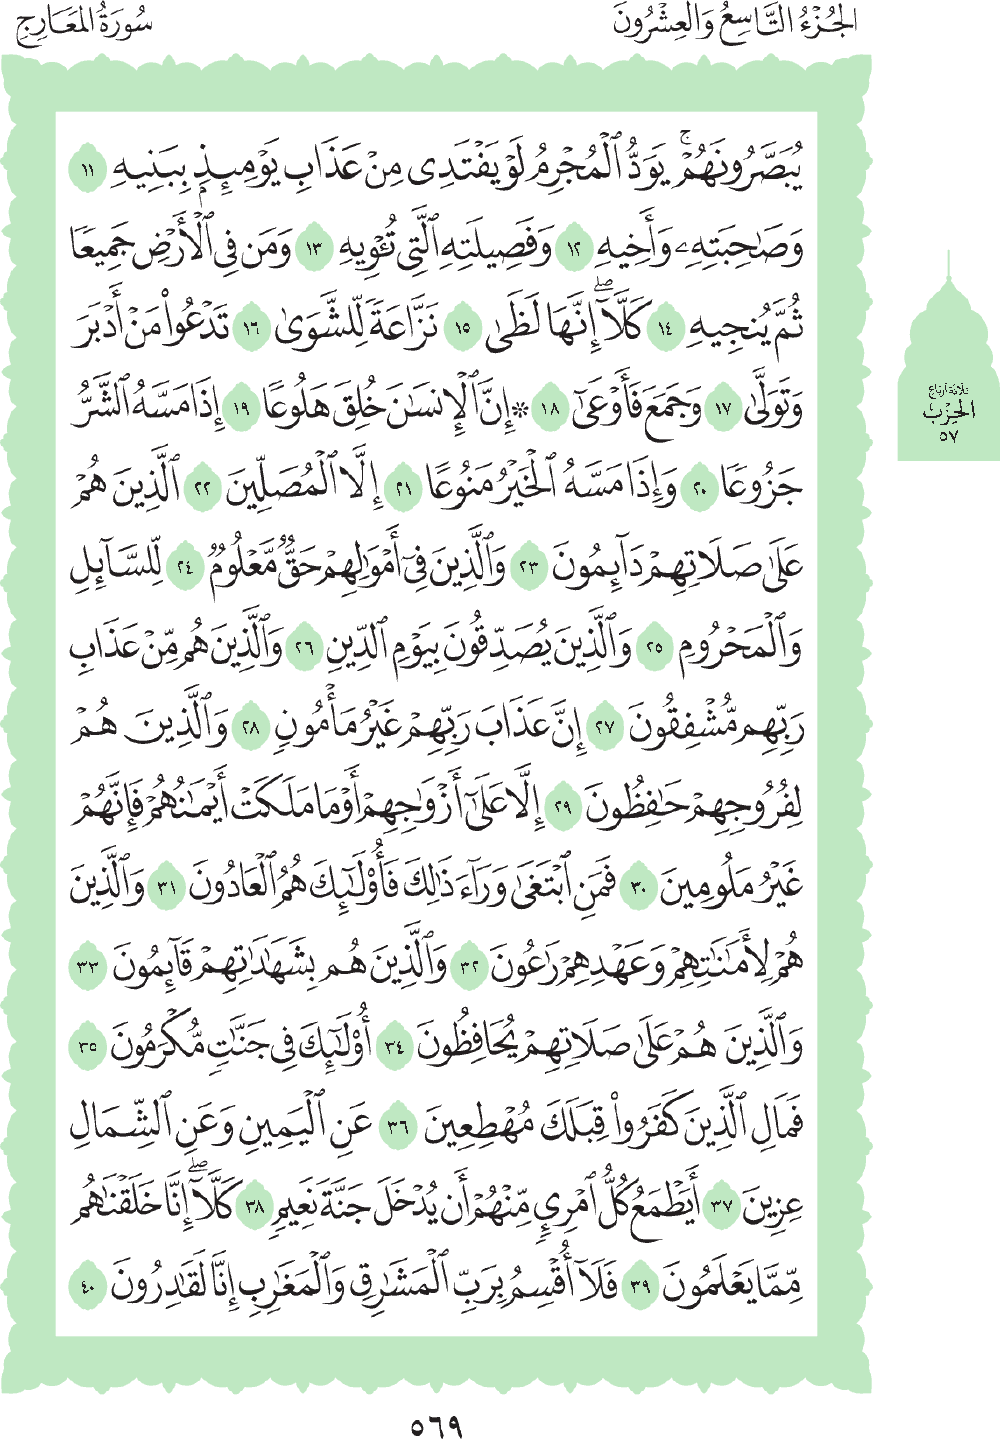 الجُزْءُ التَّاسِعُ وَالعِشْرُونَ
سُورَةُ المَعَارِجِ
يُبَصَّرُونَهُمْۚ يَوَدُّ ٱلْمُجْرِمُ لَوْ يَفْتَدِى مِنْ عَذَابِ يَوْمِئِذٍۭ بِبَنِيهِ ١١
وَصَٰحِبَتِهِۦ وَأَخِيهِ ١٢ وَفَصِيلَتِهِ ٱلَّتِى تُـْٔوِيهِ ١٣ وَمَن فِى ٱلْأَرْضِ جَمِيعًا
ثُمَّ يُنجِيهِ ١٤ كَلَّآۖ إِنَّهَا لَظَىٰ ١٥ نَزَّاعَةً لِّلشَّوَىٰ ١٦ تَدْعُوا۟ مَنْ أَدْبَرَ
وَتَوَلَّىٰ ١٧ وَجَمَعَ فَأَوْعَىٰٓ ١٨ ۞ إِنَّ ٱلْإِنسَٰنَ خُلِقَ هَلُوعًا ١٩ إِذَا مَسَّهُ ٱلشَّرُّ
جَزُوعًا ٢٠ وَإِذَا مَسَّهُ ٱلْخَيْرُ مَنُوعًا ٢١ إِلَّا ٱلْمُصَلِّينَ ٢٢ ٱلَّذِينَ هُمْ
عَلَىٰ صَلَاتِهِمْ دَآئِمُونَ ٢٣ وَٱلَّذِينَ فِىٓ أَمْوَٰلِهِمْ حَقٌّ مَّعْلُومٌ ٢٤ لِّلسَّآئِلِ
وَٱلْمَحْرُومِ ٢٥ وَٱلَّذِينَ يُصَدِّقُونَ بِيَوْمِ ٱلدِّينِ ٢٦ وَٱلَّذِينَ هُم مِّنْ عَذَابِ
رَبِّهِم مُّشْفِقُونَ ٢٧ إِنَّ عَذَابَ رَبِّهِمْ غَيْرُ مَأْمُونٍ ٢٨ وَٱلَّذِينَ هُمْ
لِفُرُوجِهِمْ حَٰفِظُونَ ٢٩ إِلَّا عَلَىٰٓ أَزْوَٰجِهِمْ أَوْ مَا مَلَكَتْ أَيْمَٰنُهُمْ فَإِنَّهُمْ
غَيْرُ مَلُومِينَ ٣٠ فَمَنِ ٱبْتَغَىٰ وَرَآءَ ذَٰلِكَ فَأُو۟لَٰٓئِكَ هُمُ ٱلْعَادُونَ ٣١ وَٱلَّذِينَ
هُمْ لِأَمَٰنَٰتِهِمْ وَعَهْدِهِمْ رَٰعُونَ ٣٢ وَٱلَّذِينَ هُم بِشَهَٰدَٰتِهِمْ قَآئِمُونَ ٣٣
وَٱلَّذِينَ هُمْ عَلَىٰ صَلَاتِهِمْ يُحَافِظُونَ ٣٤ أُو۟لَٰٓئِكَ فِى جَنَّٰتٍ مُّكْرَمُونَ ٣٥
فَمَالِ ٱلَّذِينَ كَفَرُوا۟ قِبَلَكَ مُهْطِعِينَ ٣٦ عَنِ ٱلْيَمِينِ وَعَنِ ٱلشِّمَالِ
عِزِينَ ٣٧ أَيَطْمَعُ كُلُّ ٱمْرِئٍ مِّنْهُمْ أَن يُدْخَلَ جَنَّةَ نَعِيمٍ ٣٨ كَلَّآۖ إِنَّا خَلَقْنَٰهُم
مِّمَّا يَعْلَمُونَ ٣٩ فَلَآ أُقْسِمُ بِرَبِّ ٱلْمَشَٰرِقِ وَٱلْمَغَٰرِبِ إِنَّا لَقَٰدِرُونَ ٤٠
ثلاثة أرباع
الحِزْب
٥٧
٥٦٩